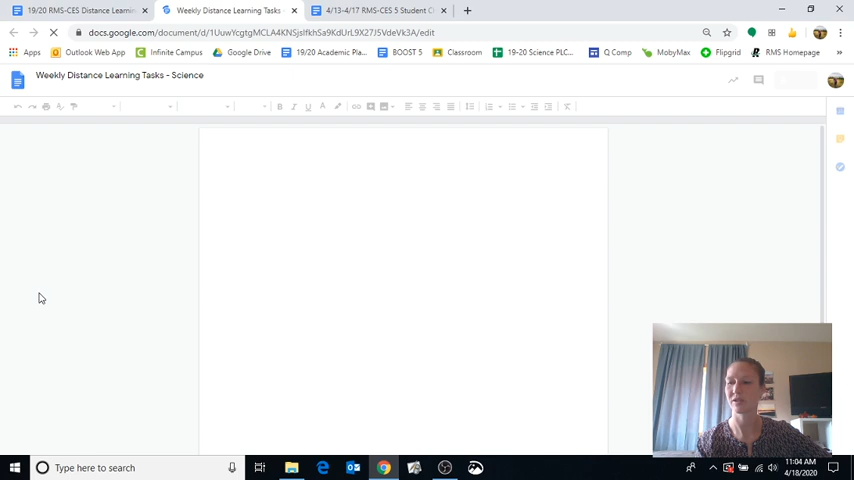 19/20 RMS-CES Distance Learnin
Weekly Distance Learning Tasks
4/13-4/17 RMS-CES 5 Student C
docs.google.com/document/d/1UuwYcgtgMCLA4KNSjsIfkhSa9KdUrL9X27J5VdeVk3A/edit
Apps Outlook Web App Infinite Campus Google Drive 19/20 Academic Pla... BOOST 5 Classroom 19-20 Science PLC... Q Comp MobyMax Flipgrid RMS Homepage »
Weekly Distance Learning Tasks - Science
B I U A
Type here to search
11:04 AM
4/18/2020